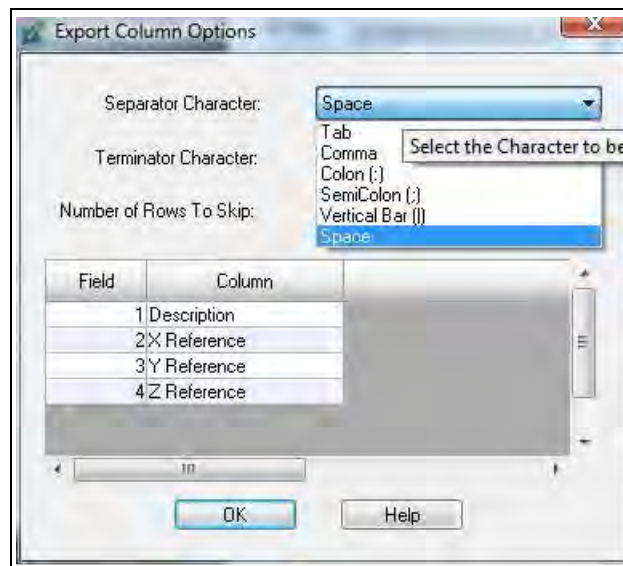 Export Column Options
Separator Character: Space
Tab
Comma
Select the Character to be
Terminator Character:
Colon (:)
SemiColon (;)
Number of Rows To Skip:
Vertical Bar (|)
Space
Field Column
1 Description
2 X Reference
3 Y Reference
4 Z Reference
OK Help